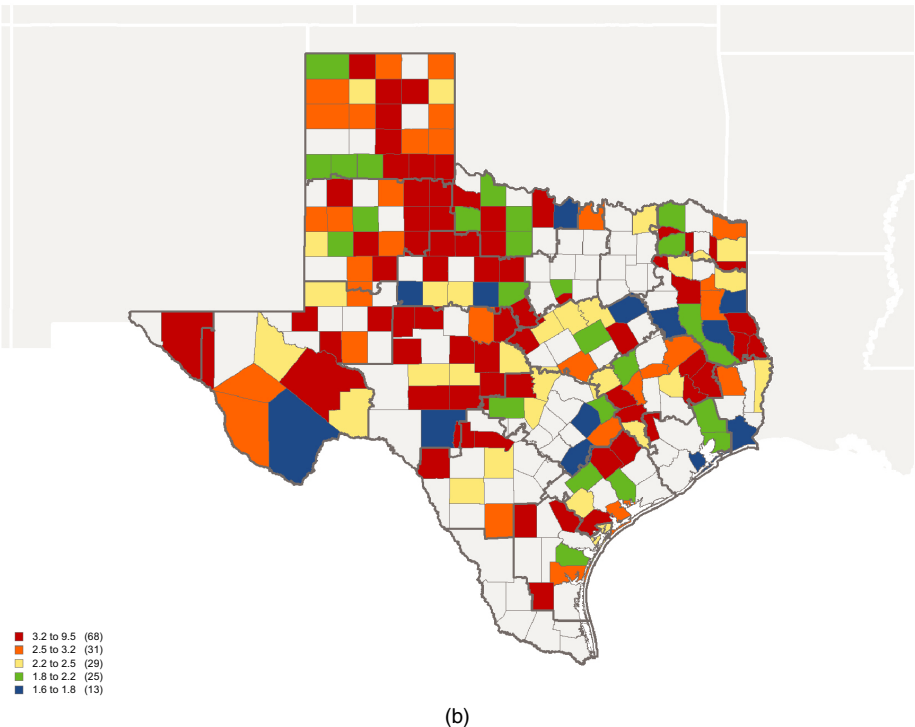 3.2 to 9.5 (68)
2.5 to 3.2 (31)
2.2 to 2.5 (29)
1.8 to 2.2 (25)
1.6 to 1.8 (13)
(b)